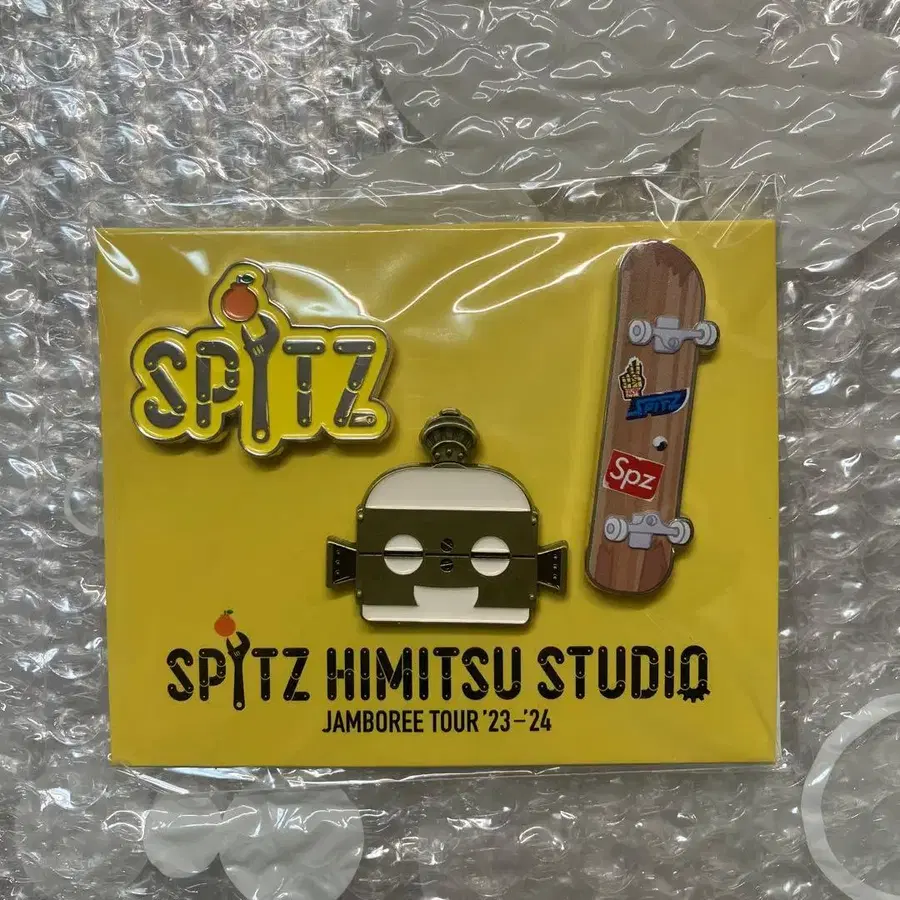 SPITZ
SPITZ
Spz
SPITZ HIMITSU STUDIO
JAMBOREE TOUR '23–'24